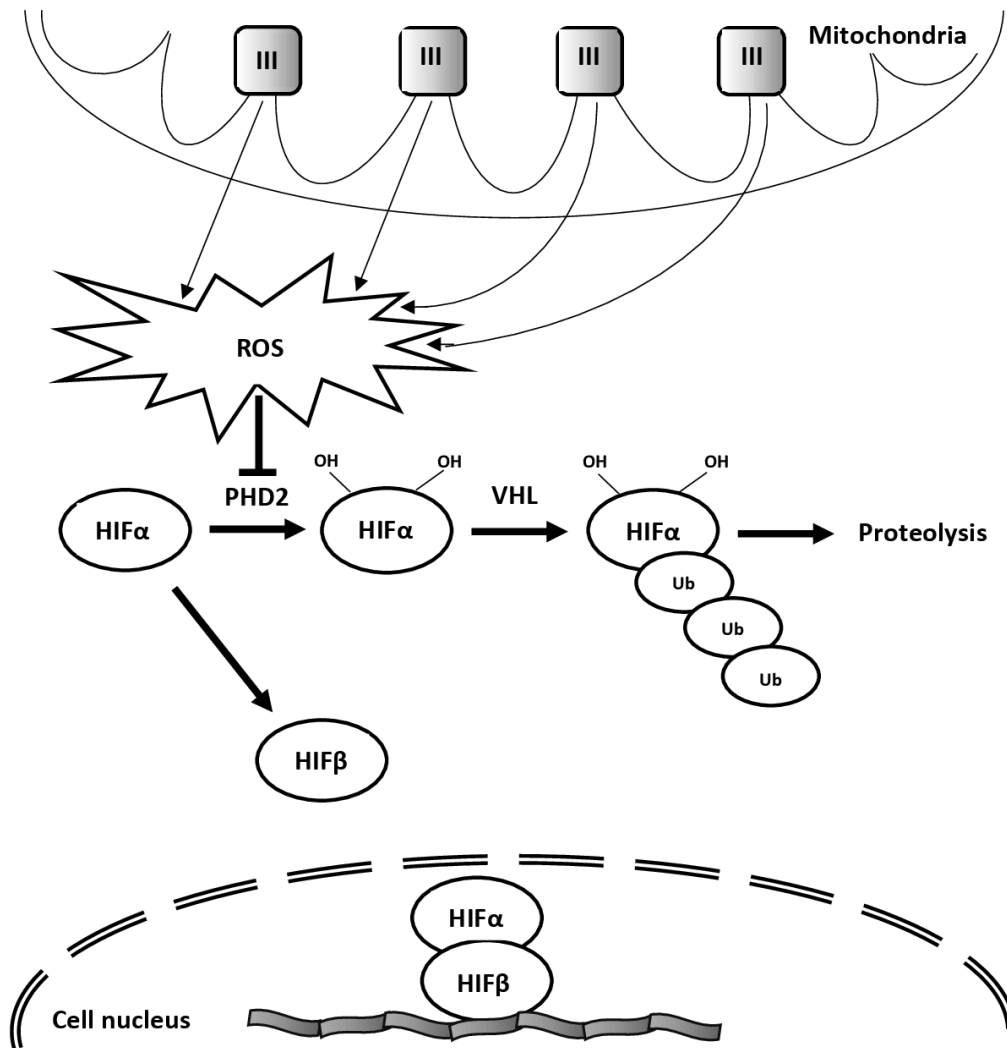 Mitochondria
III
III
III
III
ROS
PHD2
OH
OH
VHL
OH
OH
HIFα
HIFα
HIFα
Proteolysis
Ub
Ub
Ub
HIFβ
HIFα
HIFβ
Cell nucleus